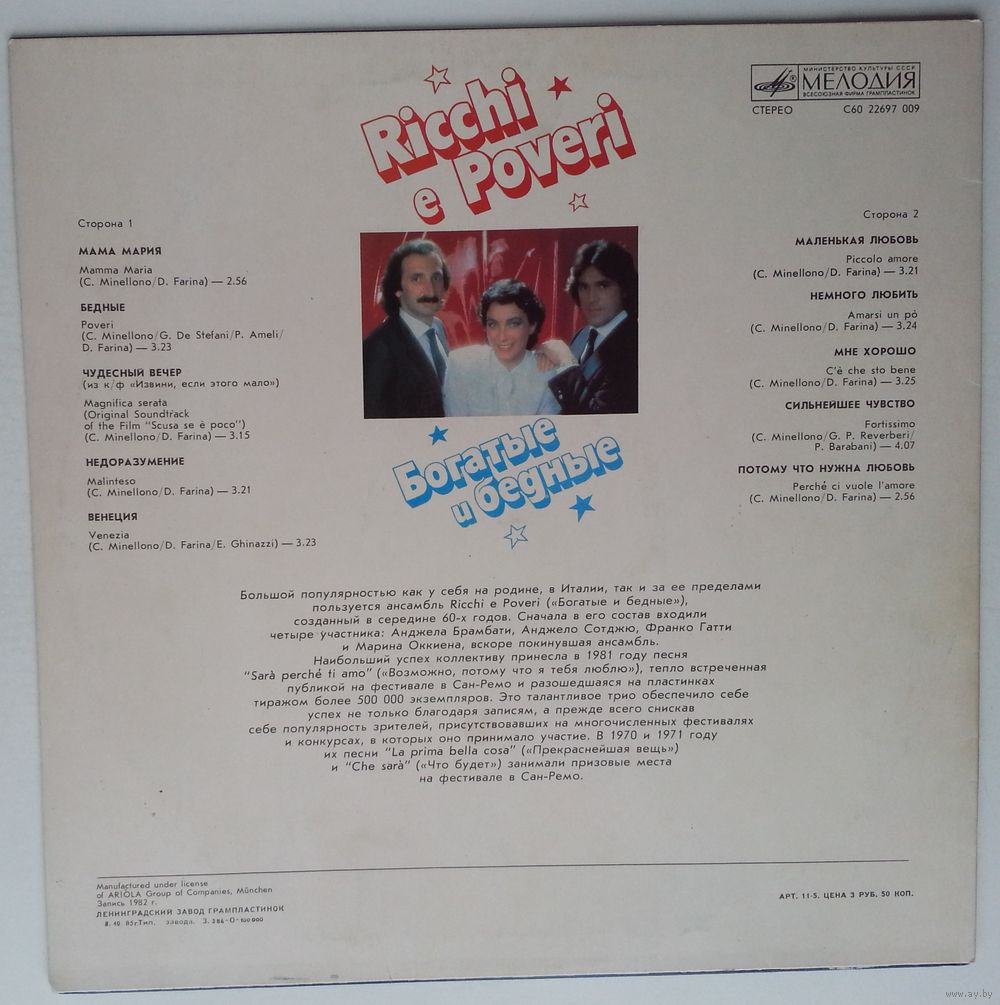 Ricchi
e Poveri
МИНИСТЕРСТВО КУЛЬТУРЫ СССР
МЕЛОДИЯ
ВСЕСОЮЗНАЯ ФИРМА ГРАМПЛАСТИНОК
СТЕРЕО С60 22697 009
Сторона 1
МАМА МАРИЯ
Mamma Maria
(C. Minellono/D. Farina) — 2.56
БЕДНЫЕ
Poveri
(C. Minellono/G. De Stefani/P. Ameli/
D. Farina) — 3.23
ЧУДЕСНЫЙ ВЕЧЕР
(из к/ф «Извини, если этого мало»)
Magnifica serata
(Original Soundtrack
of the Film "Scusa se è poco")
(C. Minellono/D. Farina) — 3.15
НЕДОРАЗУМЕНИЕ
Malinteso
(C. Minellono/D. Farina) — 3.21
ВЕНЕЦИЯ
Venezia
(C. Minellono/D. Farina/E. Ghinazzi) — 3.23
Сторона 2
МАЛЕНЬКАЯ ЛЮБОВЬ
Piccolo amore
(C. Minellono/D. Farina) — 3.21
НЕМНОГО ЛЮБИТЬ
Amarsi un pò
(C. Minellono/D. Farina) — 3.24
МНЕ ХОРОШО
C'è che sto bene
(C. Minellono/D. Farina) — 3.25
СИЛЬНЕЙШЕЕ ЧУВСТВО
Fortissimo
(C. Minellono/G. P. Reverberi/
P. Barabani) — 4.07
ПОТОМУ ЧТО НУЖНА ЛЮБОВЬ
Perché ci vuole l'amore
(C. Minellono/D. Farina) — 2.56
Богатые
и бедные
Большой популярностью как у себя на родине, в Италии, так и за ее пределами
пользуется ансамбль Ricchi e Poveri («Богатые и бедные»),
созданный в середине 60-х годов. Сначала в его состав входили
четыре участника: Анджела Брамбати, Анджело Сотджю, Франко Гатти
и Марина Оккиена, вскоре покинувшая ансамбль.
Наибольший успех коллективу принесла в 1981 году песня
"Sarà perché ti amo" («Возможно, потому что я тебя люблю»), тепло встреченная
публикой на фестивале в Сан-Ремо и разошедшаяся на пластинках
тиражом более 500 000 экземпляров. Это талантливое трио обеспечило себе
успех не только благодаря записям, а прежде всего снискав
себе популярность зрителей, присутствовавших на многочисленных фестивалях
и конкурсах, в которых оно принимало участие. В 1970 и 1971 году
их песни "La prima bella cosa" («Прекраснейшая вещь»)
и "Che sarà" («Что будет») занимали призовые места
на фестивале в Сан-Ремо.
Manufactured under license
of ARIOLA Group of Companies, München
Запись 1982 г.
ЛЕНИНГРАДСКИЙ ЗАВОД ГРАМПЛАСТИНОК
85г. Тип. завода. З. 386-О-100000
АРТ. 11-5. ЦЕНА 3 РУБ. 50 КОП.
www.ay.by